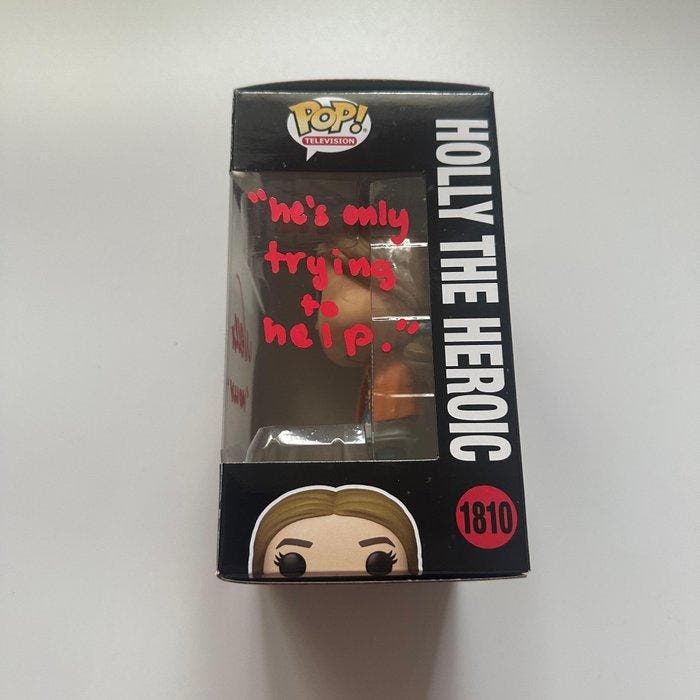 POP!
TELEVISION
"he's only
trying
to
help."
HOLLY THE HEROIC
1810